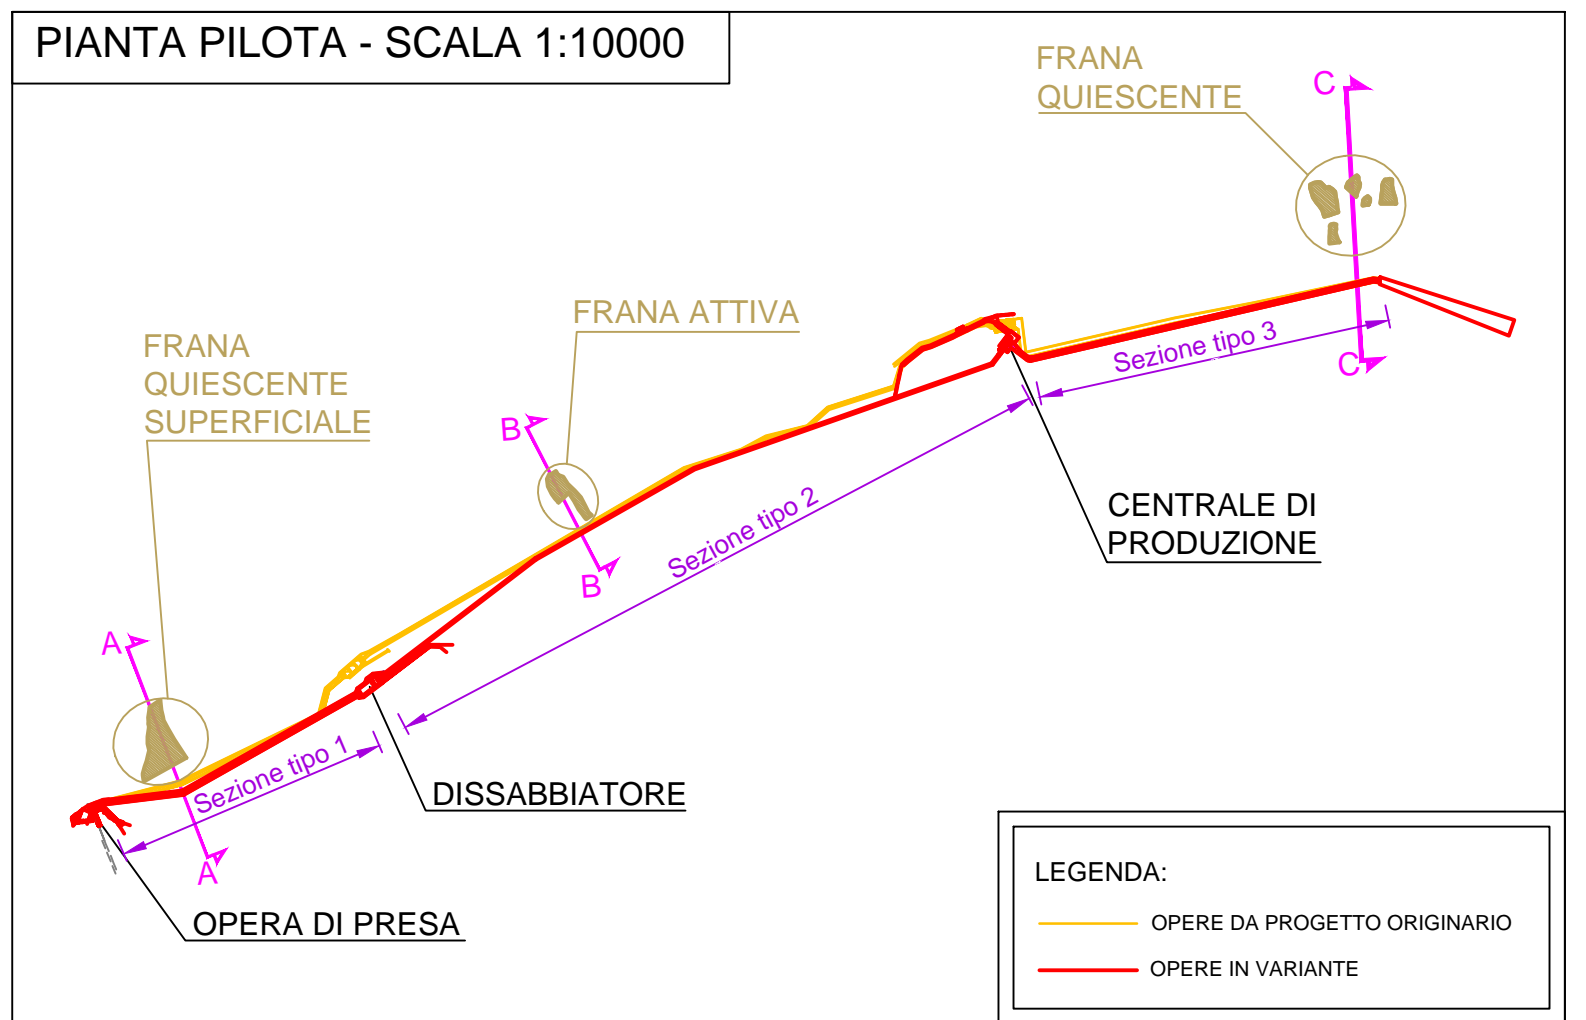 PIANTA PILOTA - SCALA 1:10000
FRANA
QUIESCENTE
C
FRANA ATTIVA
FRANA
QUIESCENTE
SUPERFICIALE
Sezione tipo 3
C
B
CENTRALE DI
PRODUZIONE
Sezione tipo 2
B
A
Sezione tipo 1
DISSABBIATORE
A
OPERA DI PRESA
LEGENDA:
OPERE DA PROGETTO ORIGINARIO
OPERE IN VARIANTE